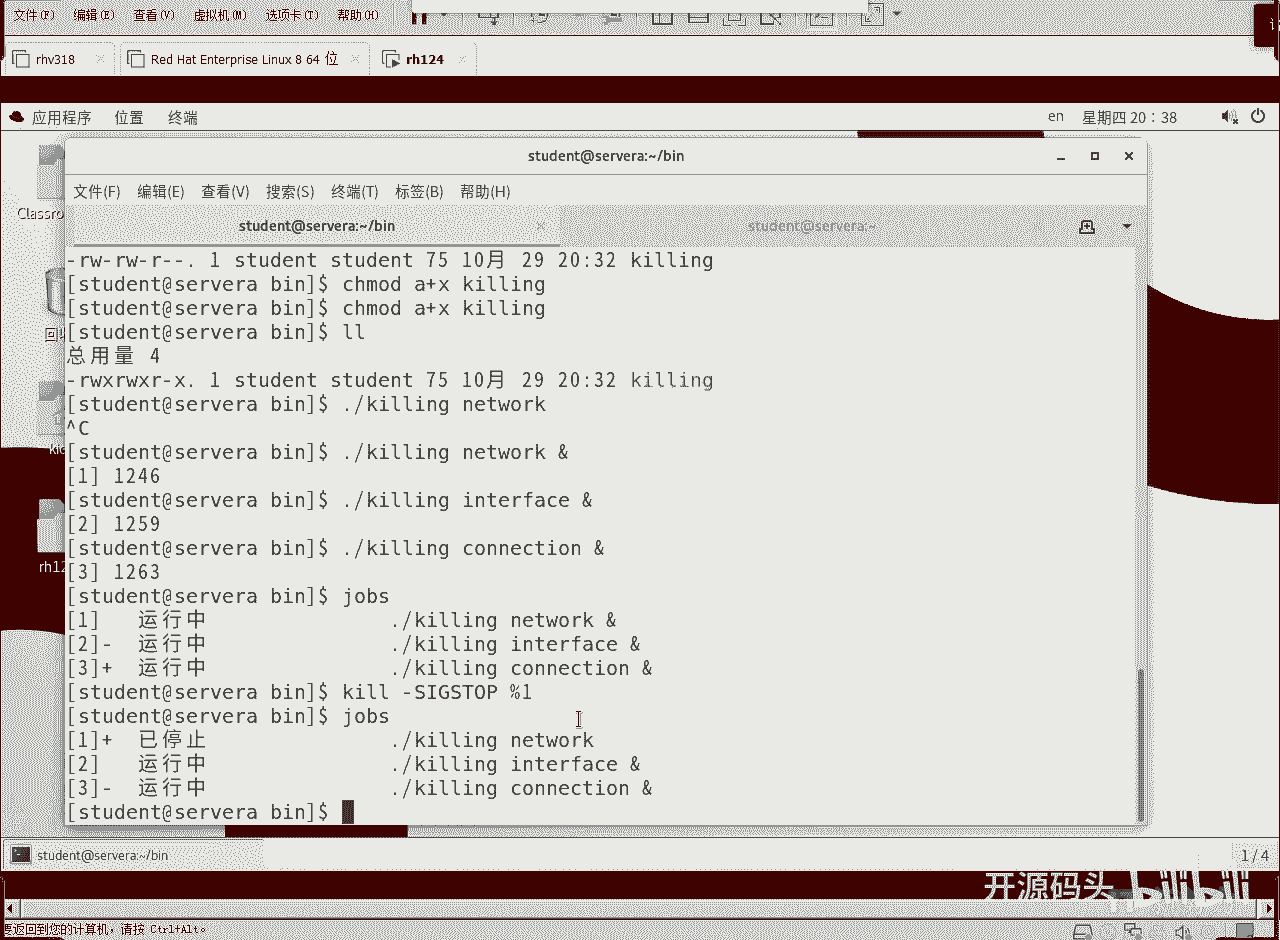 文件(F) 编辑(E) 查看(V) 虚拟机(M) 选项卡(T) 帮助(H)
rhv318 Red Hat Enterprise Linux 8 64 位 rh124
应用程序 位置 终端 en 星期四 20：38
student@servera:~/bin
文件(F) 编辑(E) 查看(V) 搜索(S) 终端(T) 标签(B) 帮助(H)
student@servera:~/bin student@servera:~
Classro
-rw-rw-r--. 1 student student 75 10月 29 20:32 killing
[student@servera bin]$ chmod a+x killing
[student@servera bin]$ chmod a+x killing
[student@servera bin]$ ll
总用量 4
-rwxrwxr-x. 1 student student 75 10月 29 20:32 killing
[student@servera bin]$ ./killing network
^C
[student@servera bin]$ ./killing network &
[1] 1246
[student@servera bin]$ ./killing interface &
[2] 1259
[student@servera bin]$ ./killing connection &
[3] 1263
rh12
[student@servera bin]$ jobs
[1] 运行中 ./killing network &
[2]- 运行中 ./killing interface &
[3]+ 运行中 ./killing connection &
[student@servera bin]$ kill -SIGSTOP %1
[student@servera bin]$ jobs
[1]+ 已停止 ./killing network
[2] 运行中 ./killing interface &
[3]- 运行中 ./killing connection &
[student@servera bin]$
student@servera:~/bin 1 / 4
开源码头 bilibili
要返回到您的计算机，请按 Ctrl+Alt。